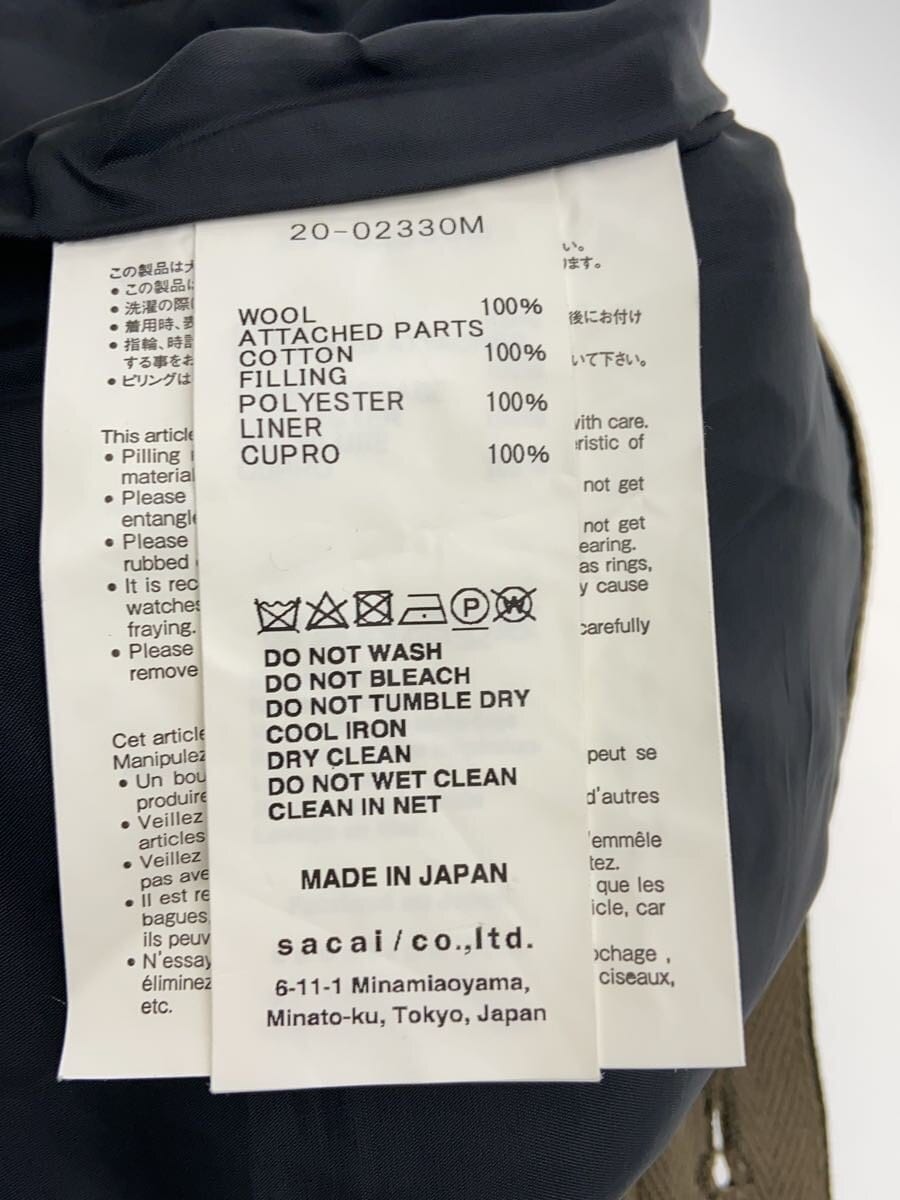 20-02330M
WOOL 100%
ATTACHED PARTS
COTTON 100%
FILLING
POLYESTER 100%
LINER
CUPRO 100%
P
W
DO NOT WASH
DO NOT BLEACH
DO NOT TUMBLE DRY
COOL IRON
DRY CLEAN
DO NOT WET CLEAN
CLEAN IN NET
MADE IN JAPAN
sacai/co.,ltd.
6-11-1 Minamiaoyama,
Minato-ku, Tokyo, Japan
この製品は
• この製品に
• 洗濯の際
• 着用時、
• 指輪、時計
する事をお
• ピリングは
This article
• Pilling
material
• Please
entangle
• Please
rubbed
• It is rec
watches
fraying.
• Please
remove
Cet article
Manipulez
• Un bou
produire
• Veillez
articles
• Veillez
pas ave
• Il est re
bagues
ils peuv
• N'essay
éliminez
etc.
い。
ます。
後にお付け
いて下さい。
with care.
ristic of
not get
not get
earing.
as rings,
y cause
carefully
peut se
d'autres
'emmêle
tez.
que les
icle, car
ochage ,
ciseaux,